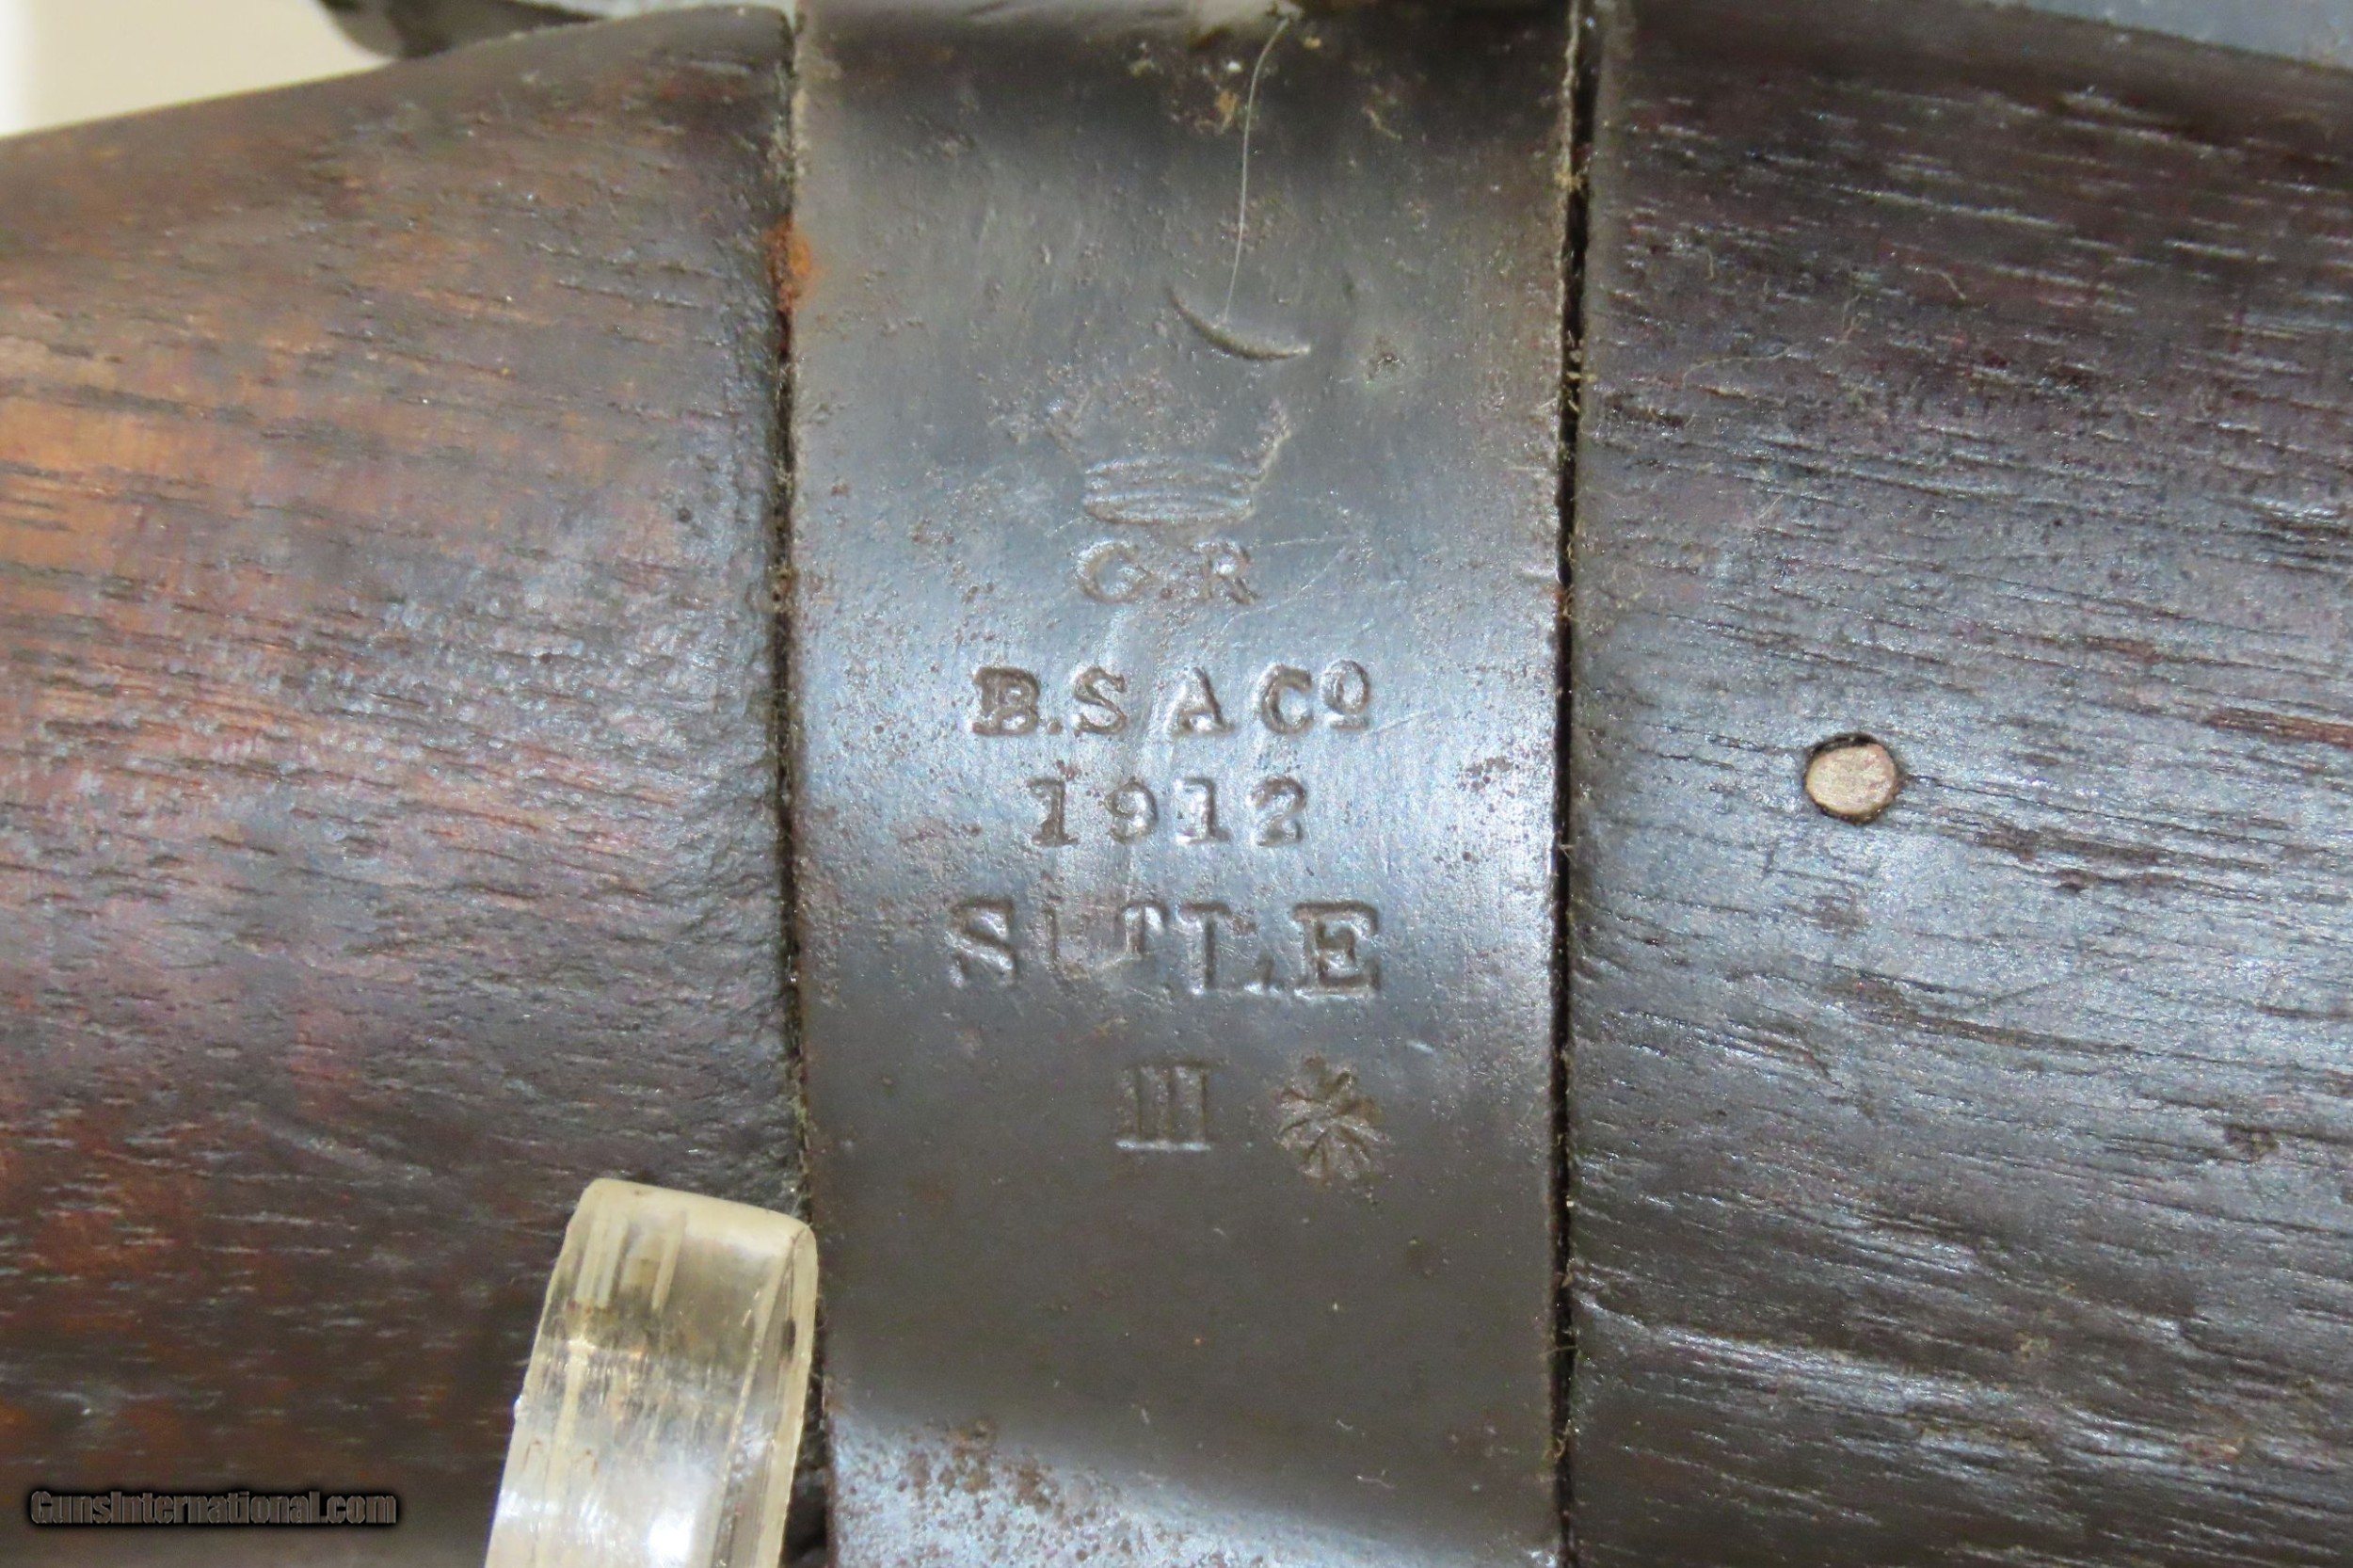 G.R
B.S A Cº
1912
SHT.L.E
III *
GunsInternational.com